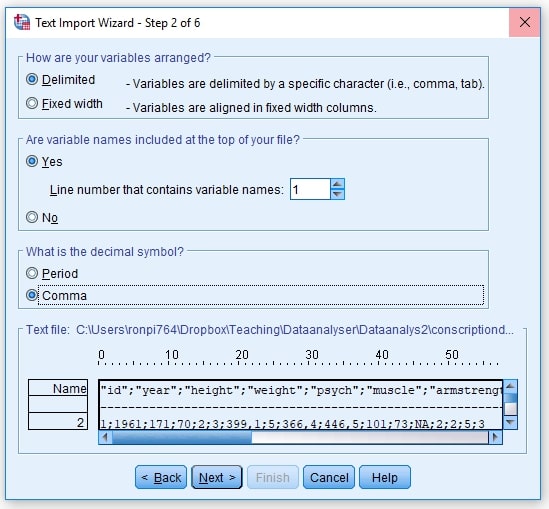 Text Import Wizard - Step 2 of 6
How are your variables arranged?
Delimited - Variables are delimited by a specific character (i.e., comma, tab).
Fixed width - Variables are aligned in fixed width columns.
Are variable names included at the top of your file?
Yes
Line number that contains variable names: 1
No
What is the decimal symbol?
Period
Comma
Text file: C:\Users\ronpi764\Dropbox\Teaching\Dataanalyser\Dataanalys2\conscriptiond...
0 10 20 30 40 50
Name "id";"year";"height";"weight";"psych";"muscle";"armstrengt
2 1;1961;171;70;2;3;399,1;5;366,4;446,5;101;73;NA;2;2;5;3
< Back Next > Finish Cancel Help